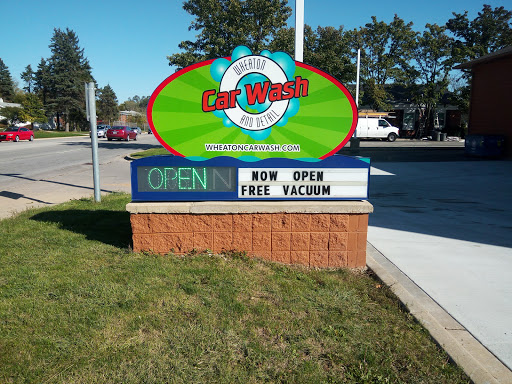 WHEATON
Car Wash
AND DETAIL
WHEATONCARWASH.COM
OPEN
NOW OPEN
FREE VACUUM